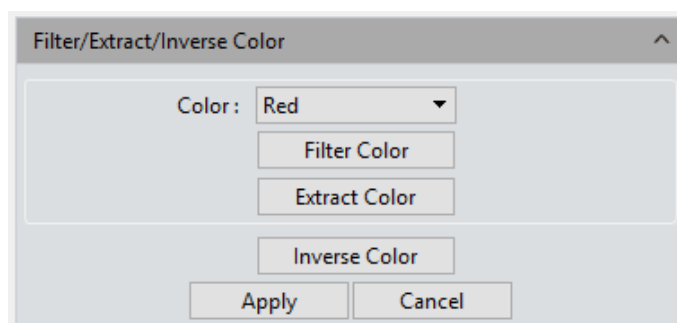 Filter/Extract/Inverse Color
Color: Red
Filter Color
Extract Color
Inverse Color
Apply Cancel